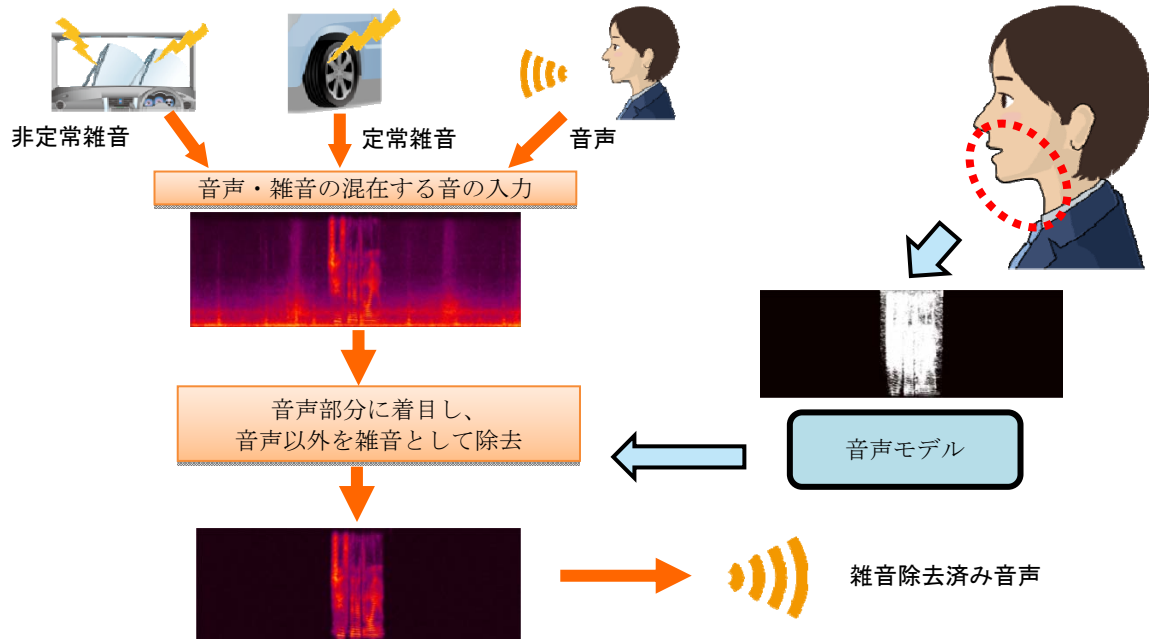 非定常雑音
定常雑音
音声
音声・雑音の混在する音の入力
音声部分に着目し、
音声以外を雑音として除去
音声モデル
雑音除去済み音声